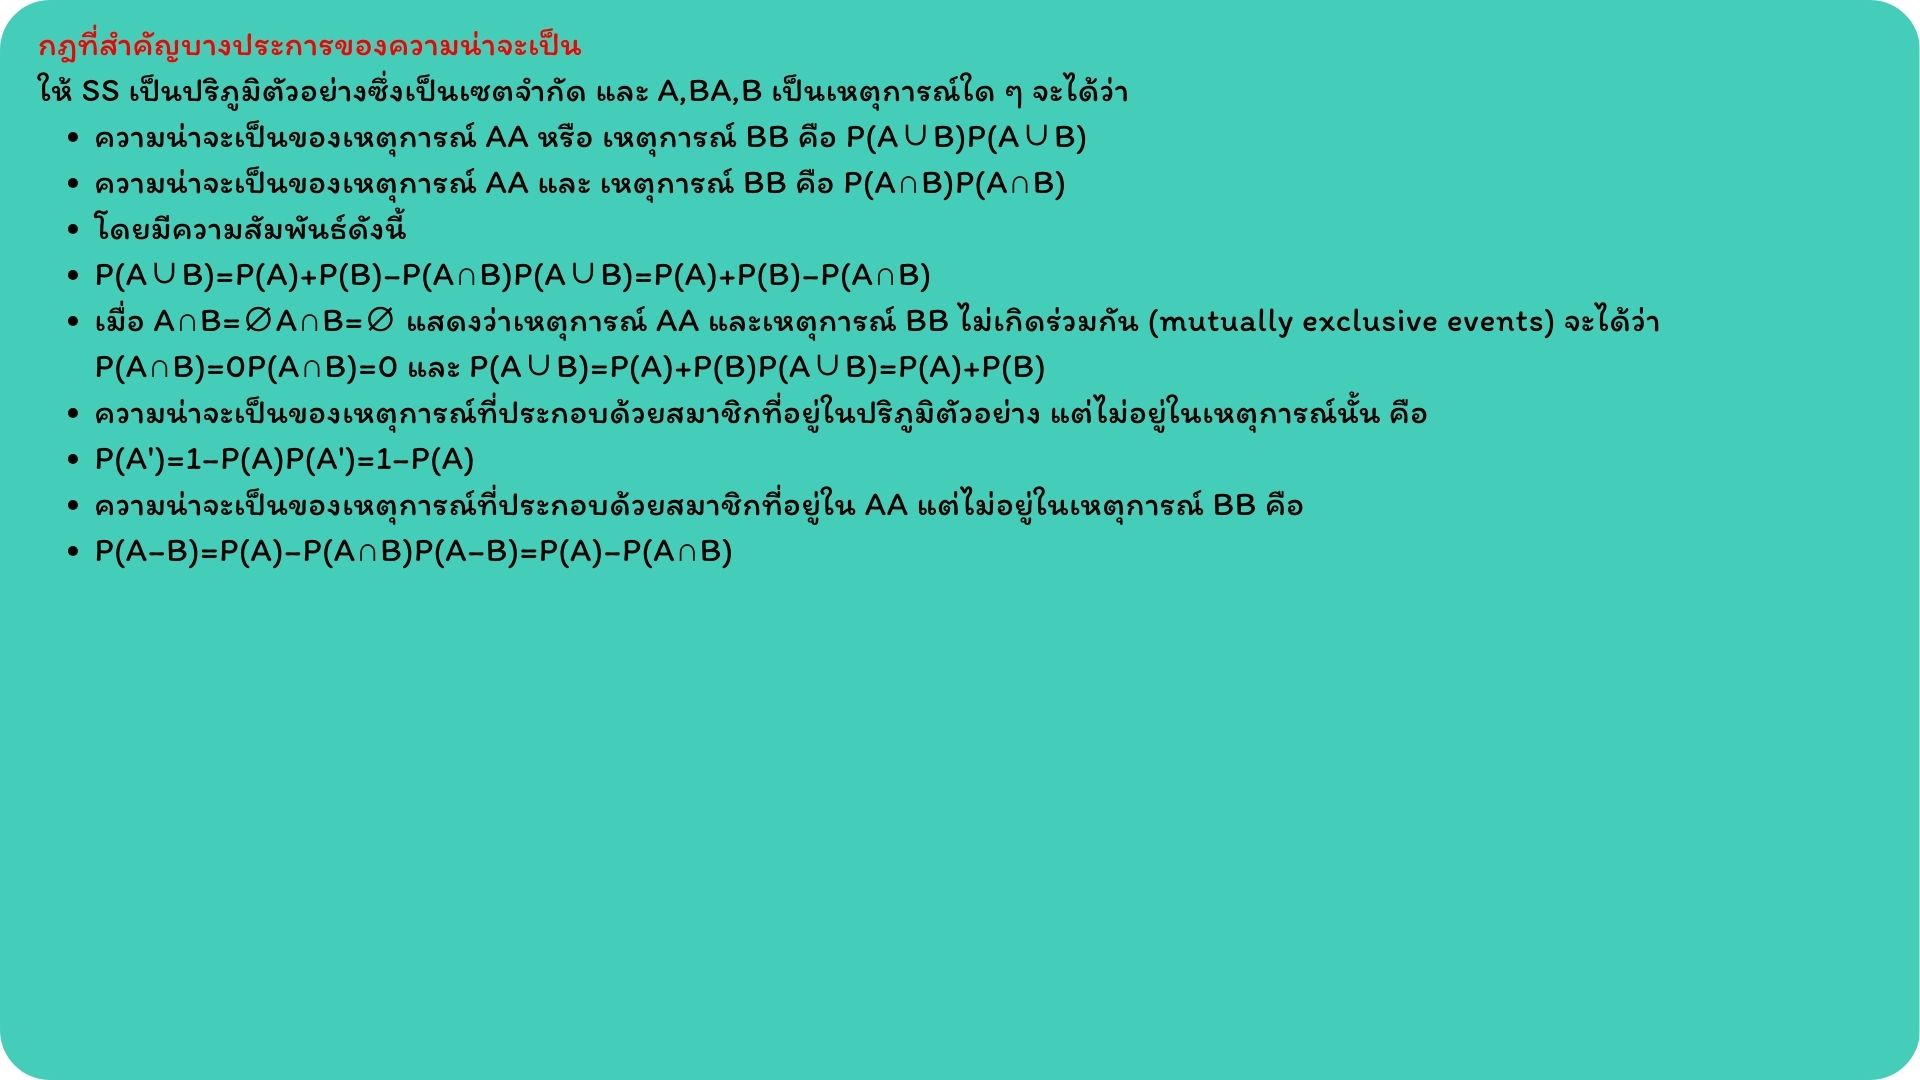 กฎที่สำคัญบางประการของความน่าจะเป็น
ให้ SS เป็นปริภูมิตัวอย่างซึ่งเป็นเซตจำกัด และ A,BA,B เป็นเหตุการณ์ใด ๆ จะได้ว่า
• ความน่าจะเป็นของเหตุการณ์ AA หรือ เหตุการณ์ BB คือ P(A∪B)P(A∪B)
• ความน่าจะเป็นของเหตุการณ์ AA และ เหตุการณ์ BB คือ P(A∩B)P(A∩B)
• โดยมีความสัมพันธ์ดังนี้
• P(A∪B)=P(A)+P(B)−P(A∩B)P(A∪B)=P(A)+P(B)−P(A∩B)
• เมื่อ A∩B=∅A∩B=∅ แสดงว่าเหตุการณ์ AA และเหตุการณ์ BB ไม่เกิดร่วมกัน (mutually exclusive events) จะได้ว่า
P(A∩B)=0P(A∩B)=0 และ P(A∪B)=P(A)+P(B)P(A∪B)=P(A)+P(B)
• ความน่าจะเป็นของเหตุการณ์ที่ประกอบด้วยสมาชิกที่อยู่ในปริภูมิตัวอย่าง แต่ไม่อยู่ในเหตุการณ์นั้น คือ
• P(A')=1−P(A)P(A')=1−P(A)
• ความน่าจะเป็นของเหตุการณ์ที่ประกอบด้วยสมาชิกที่อยู่ใน AA แต่ไม่อยู่ในเหตุการณ์ BB คือ
• P(A−B)=P(A)−P(A∩B)P(A−B)=P(A)−P(A∩B)